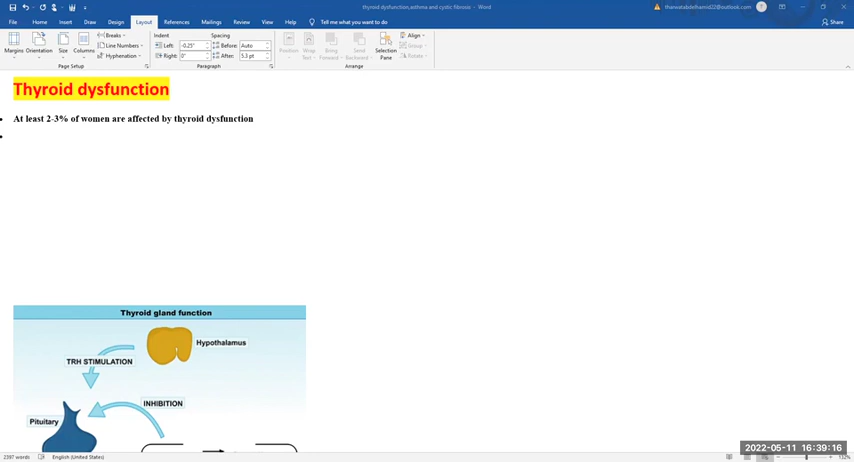 thyroid dysfunction,asthma and cystic fibrosis - Word
tharwatabdelhamid22@outlook.com
File Home Insert Draw Design Layout References Mailings Review View Help Tell me what you want to do Share
Margins Orientation Size Columns
Breaks
Line Numbers
Hyphenation
Page Setup
Indent Spacing
Left: -0.25" Before: Auto
Right: 0" After: 5.3 pt
Paragraph
Position Wrap Text Bring Forward Send Backward Selection Pane
Align
Group
Rotate
Arrange
Thyroid dysfunction
At least 2-3% of women are affected by thyroid dysfunction
Thyroid gland function
Hypothalamus
TRH STIMULATION
INHIBITION
Pituitary
2022-05-11 16:39:16
2397 words English (United States) 132%